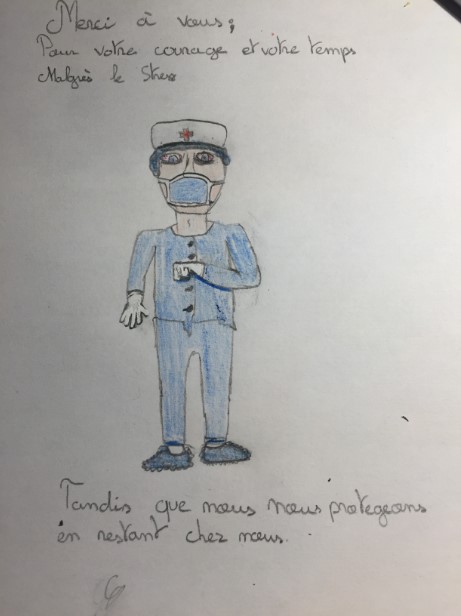 Merci à vous;
Pour votre courage et votre temps
Malgrès le Stress
Tandis que nous nous protegeons
en restant chez nous.